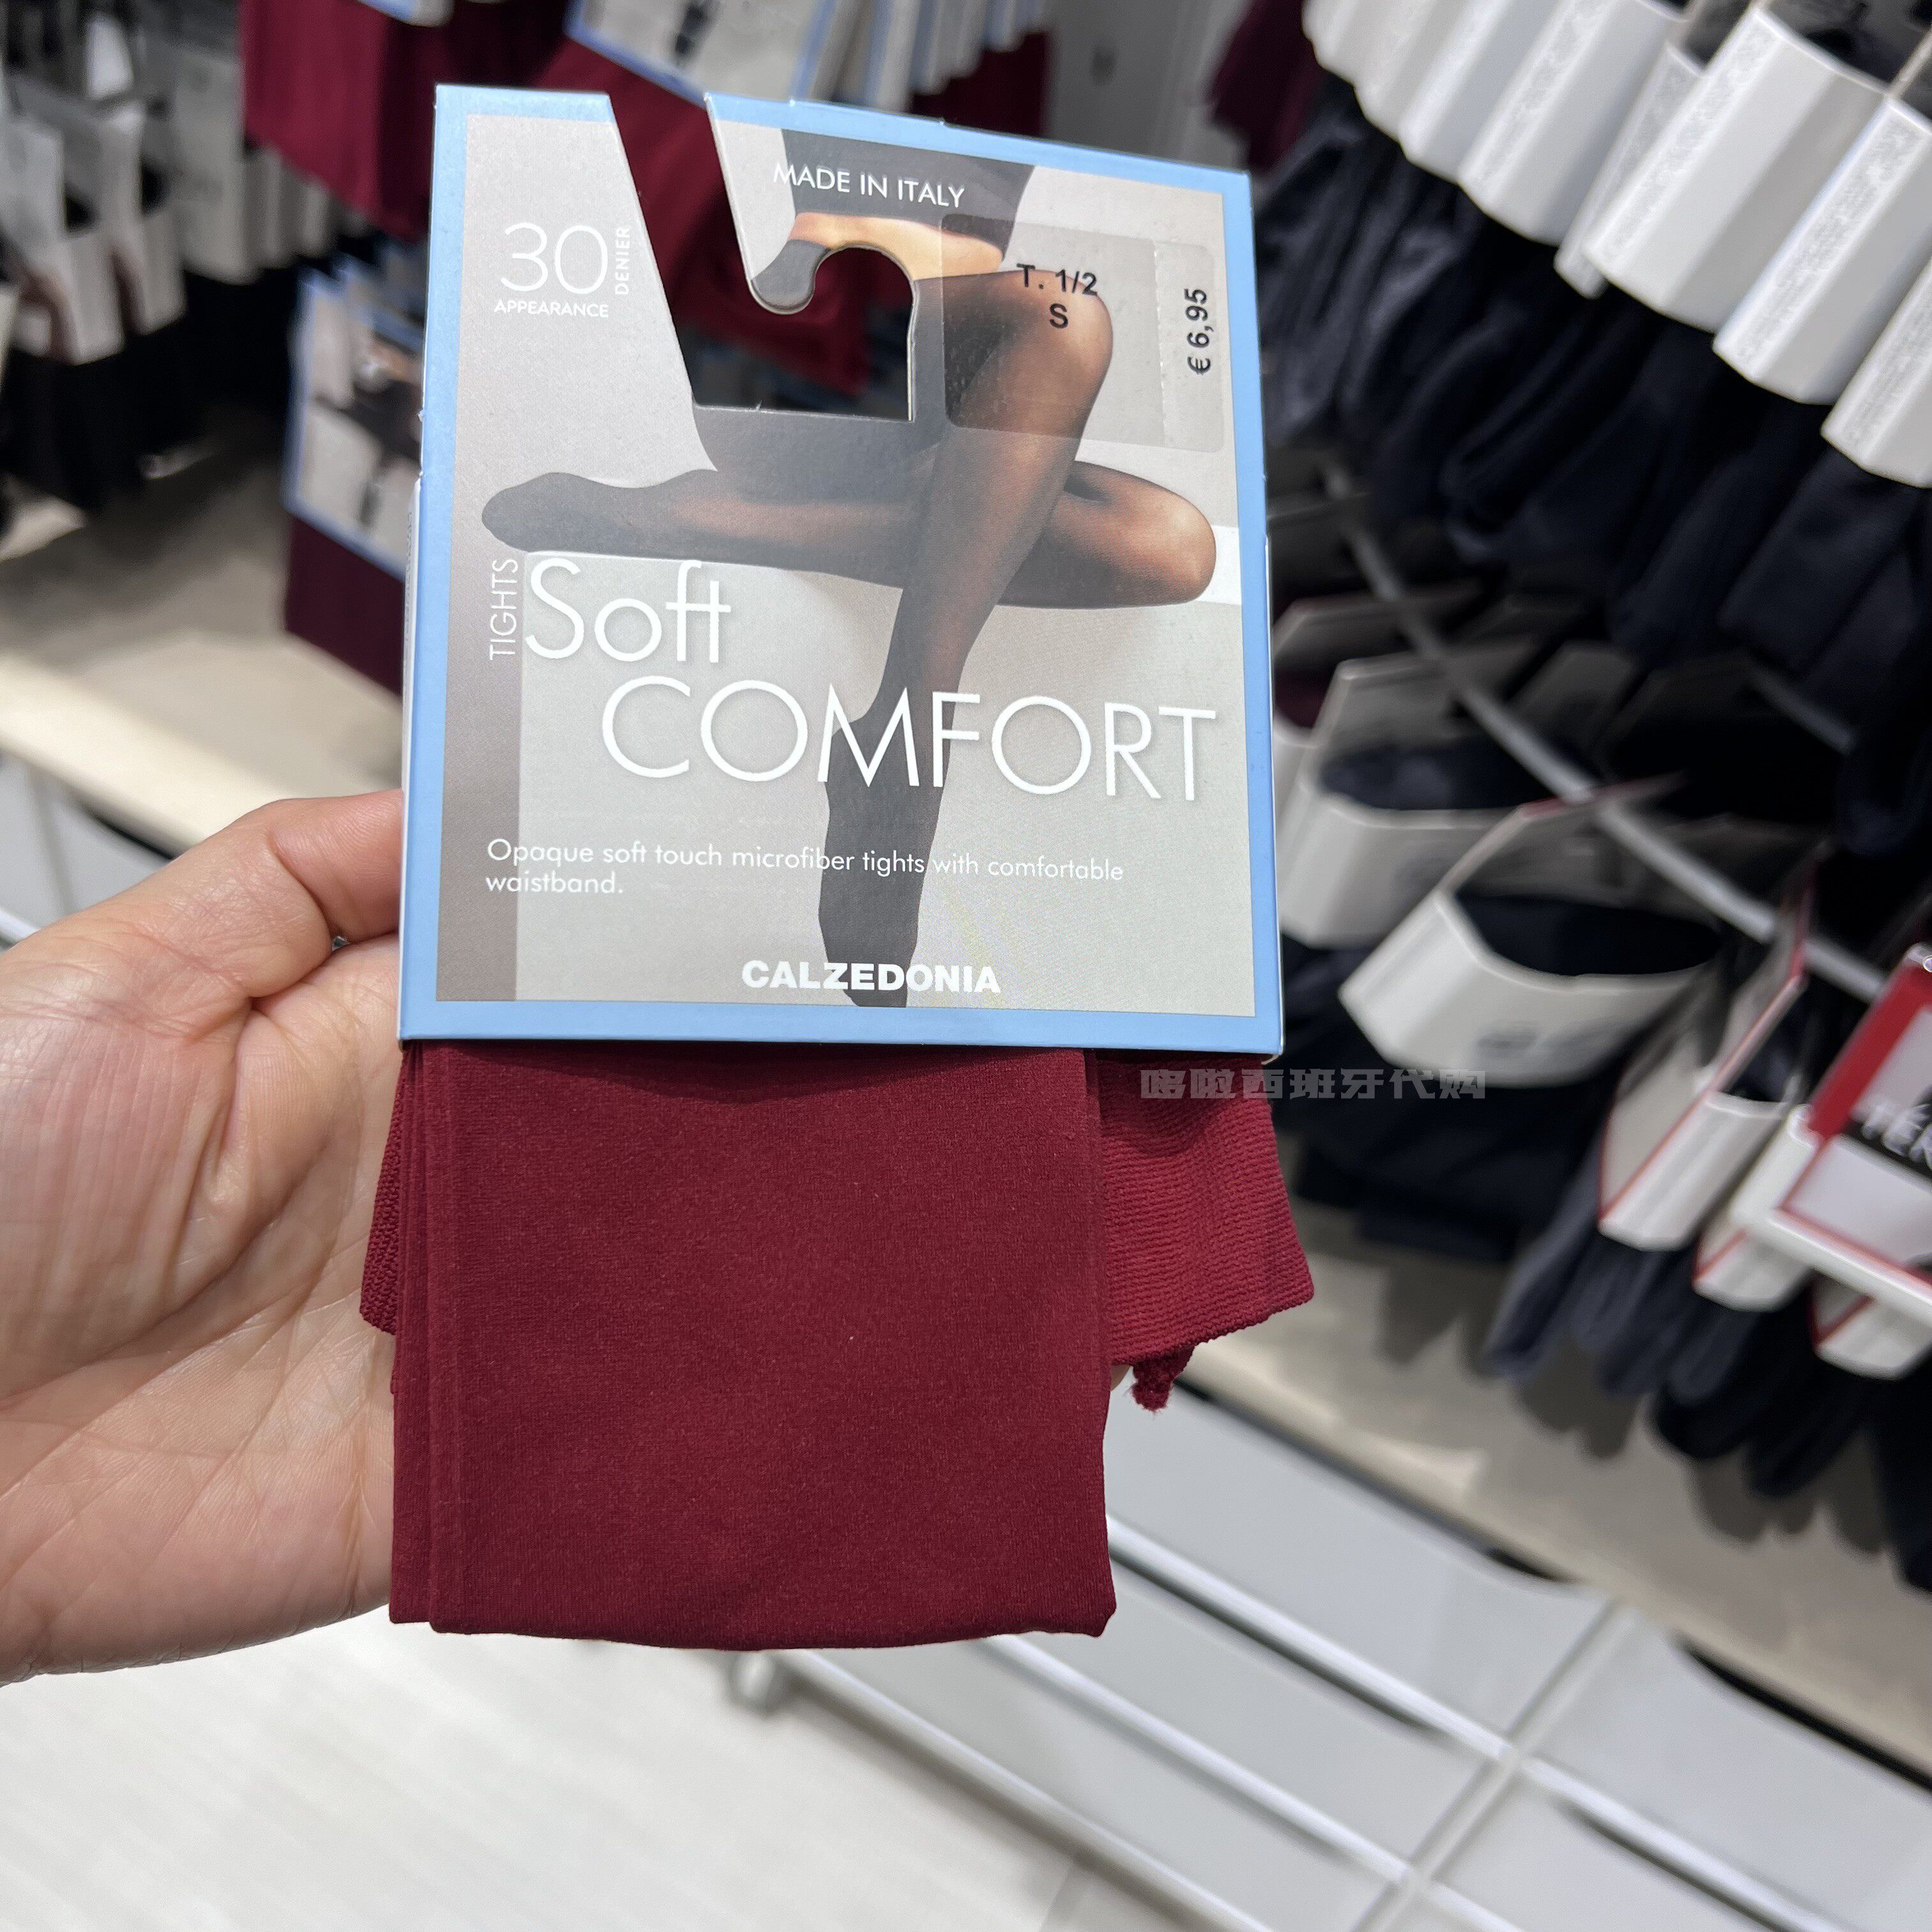 MADE IN ITALY
30
DENIER
APPEARANCE
T. 1/2
S
€ 6,95
TIGHTS
Soft
COMFORT
Opaque soft touch microfiber tights with comfortable
waistband.
CALZEDONIA
哆啦西班牙代购